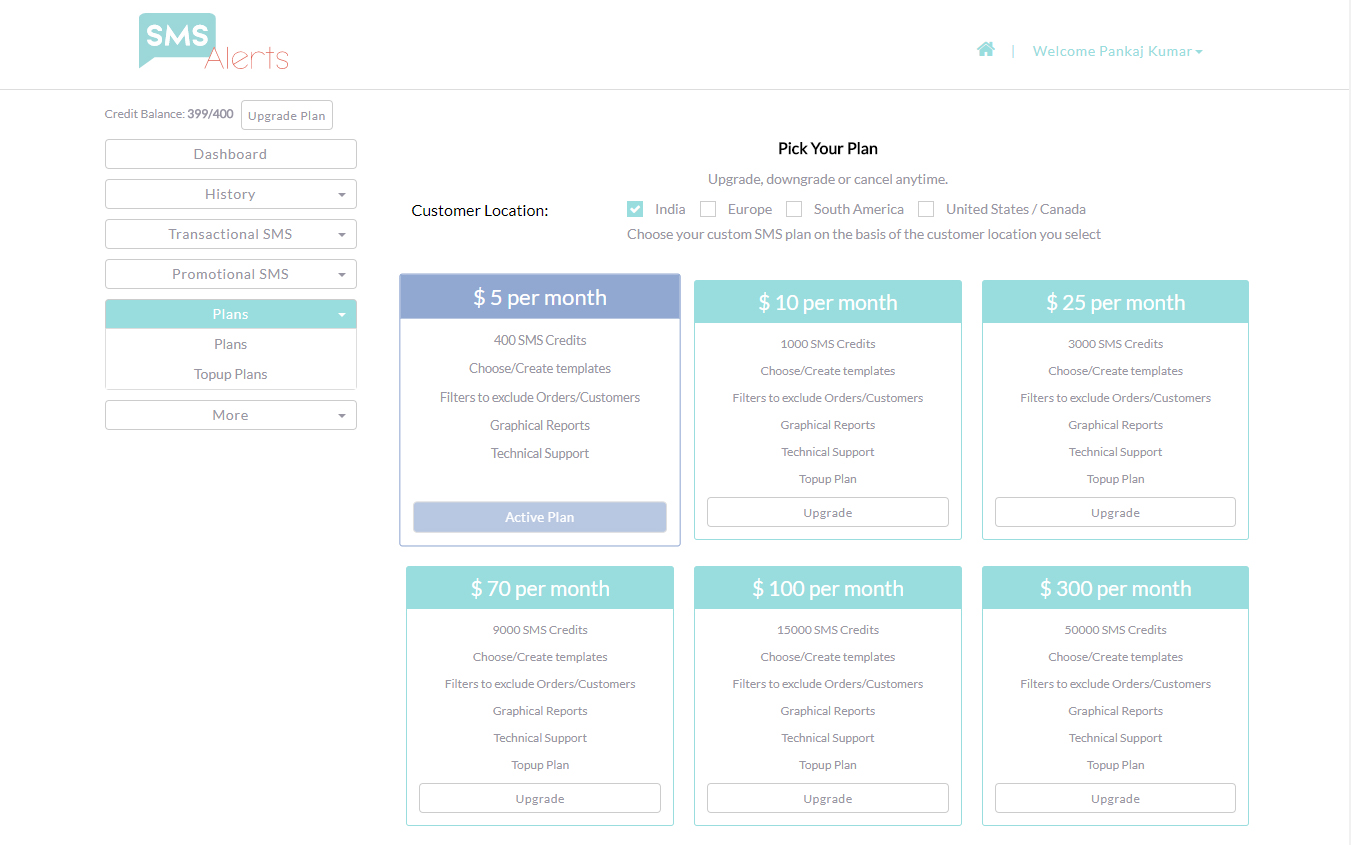 SMS
Alerts
| Welcome Pankaj Kumar
Credit Balance: 399/400 Upgrade Plan
Dashboard
History
Transactional SMS
Promotional SMS
Plans
Plans
Topup Plans
More
Pick Your Plan
Upgrade, downgrade or cancel anytime.
Customer Location: India Europe South America United States / Canada
Choose your custom SMS plan on the basis of the customer location you select
$ 5 per month
400 SMS Credits
Choose/Create templates
Filters to exclude Orders/Customers
Graphical Reports
Technical Support
Active Plan
$ 10 per month
1000 SMS Credits
Choose/Create templates
Filters to exclude Orders/Customers
Graphical Reports
Technical Support
Topup Plan
Upgrade
$ 25 per month
3000 SMS Credits
Choose/Create templates
Filters to exclude Orders/Customers
Graphical Reports
Technical Support
Topup Plan
Upgrade
$ 70 per month
9000 SMS Credits
Choose/Create templates
Filters to exclude Orders/Customers
Graphical Reports
Technical Support
Topup Plan
Upgrade
$ 100 per month
15000 SMS Credits
Choose/Create templates
Filters to exclude Orders/Customers
Graphical Reports
Technical Support
Topup Plan
Upgrade
$ 300 per month
50000 SMS Credits
Choose/Create templates
Filters to exclude Orders/Customers
Graphical Reports
Technical Support
Topup Plan
Upgrade